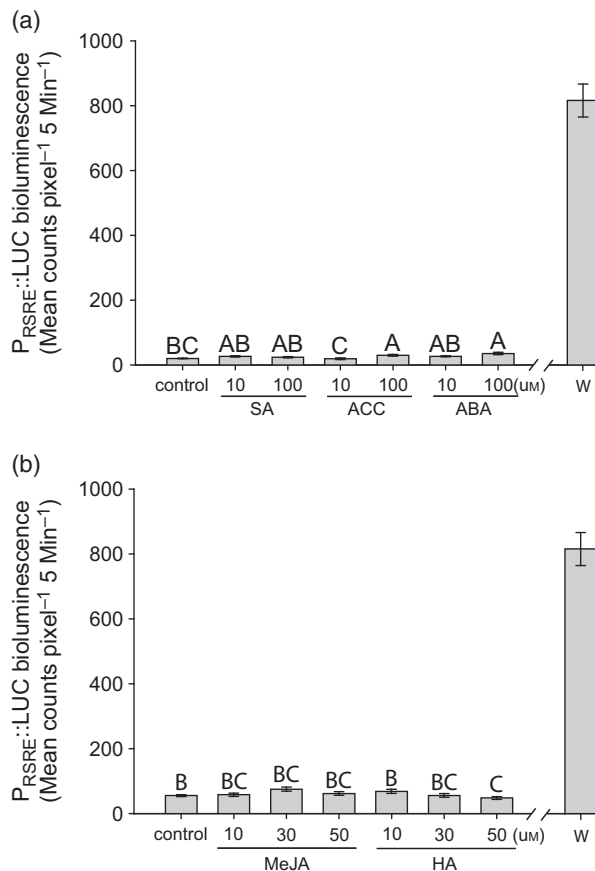 (a)
P_RSRE::LUC bioluminescence
(Mean counts pixel⁻¹ 5 Min⁻¹)
1000
800
600
400
200
0
BC AB AB C A AB A
control 10 100 10 100 10 100 (uM) W
SA ACC ABA
(b)
P_RSRE::LUC bioluminescence
(Mean counts pixel⁻¹ 5 Min⁻¹)
1000
800
600
400
200
0
B BC BC BC B BC C
control 10 30 50 10 30 50 (uM) W
MeJA HA